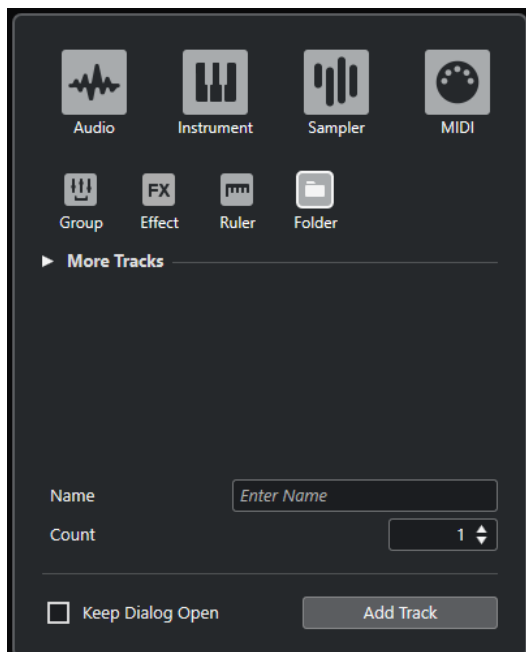 Audio Instrument Sampler MIDI
FX
Group Effect Ruler Folder
More Tracks
Name Enter Name
Count 1
Keep Dialog Open Add Track